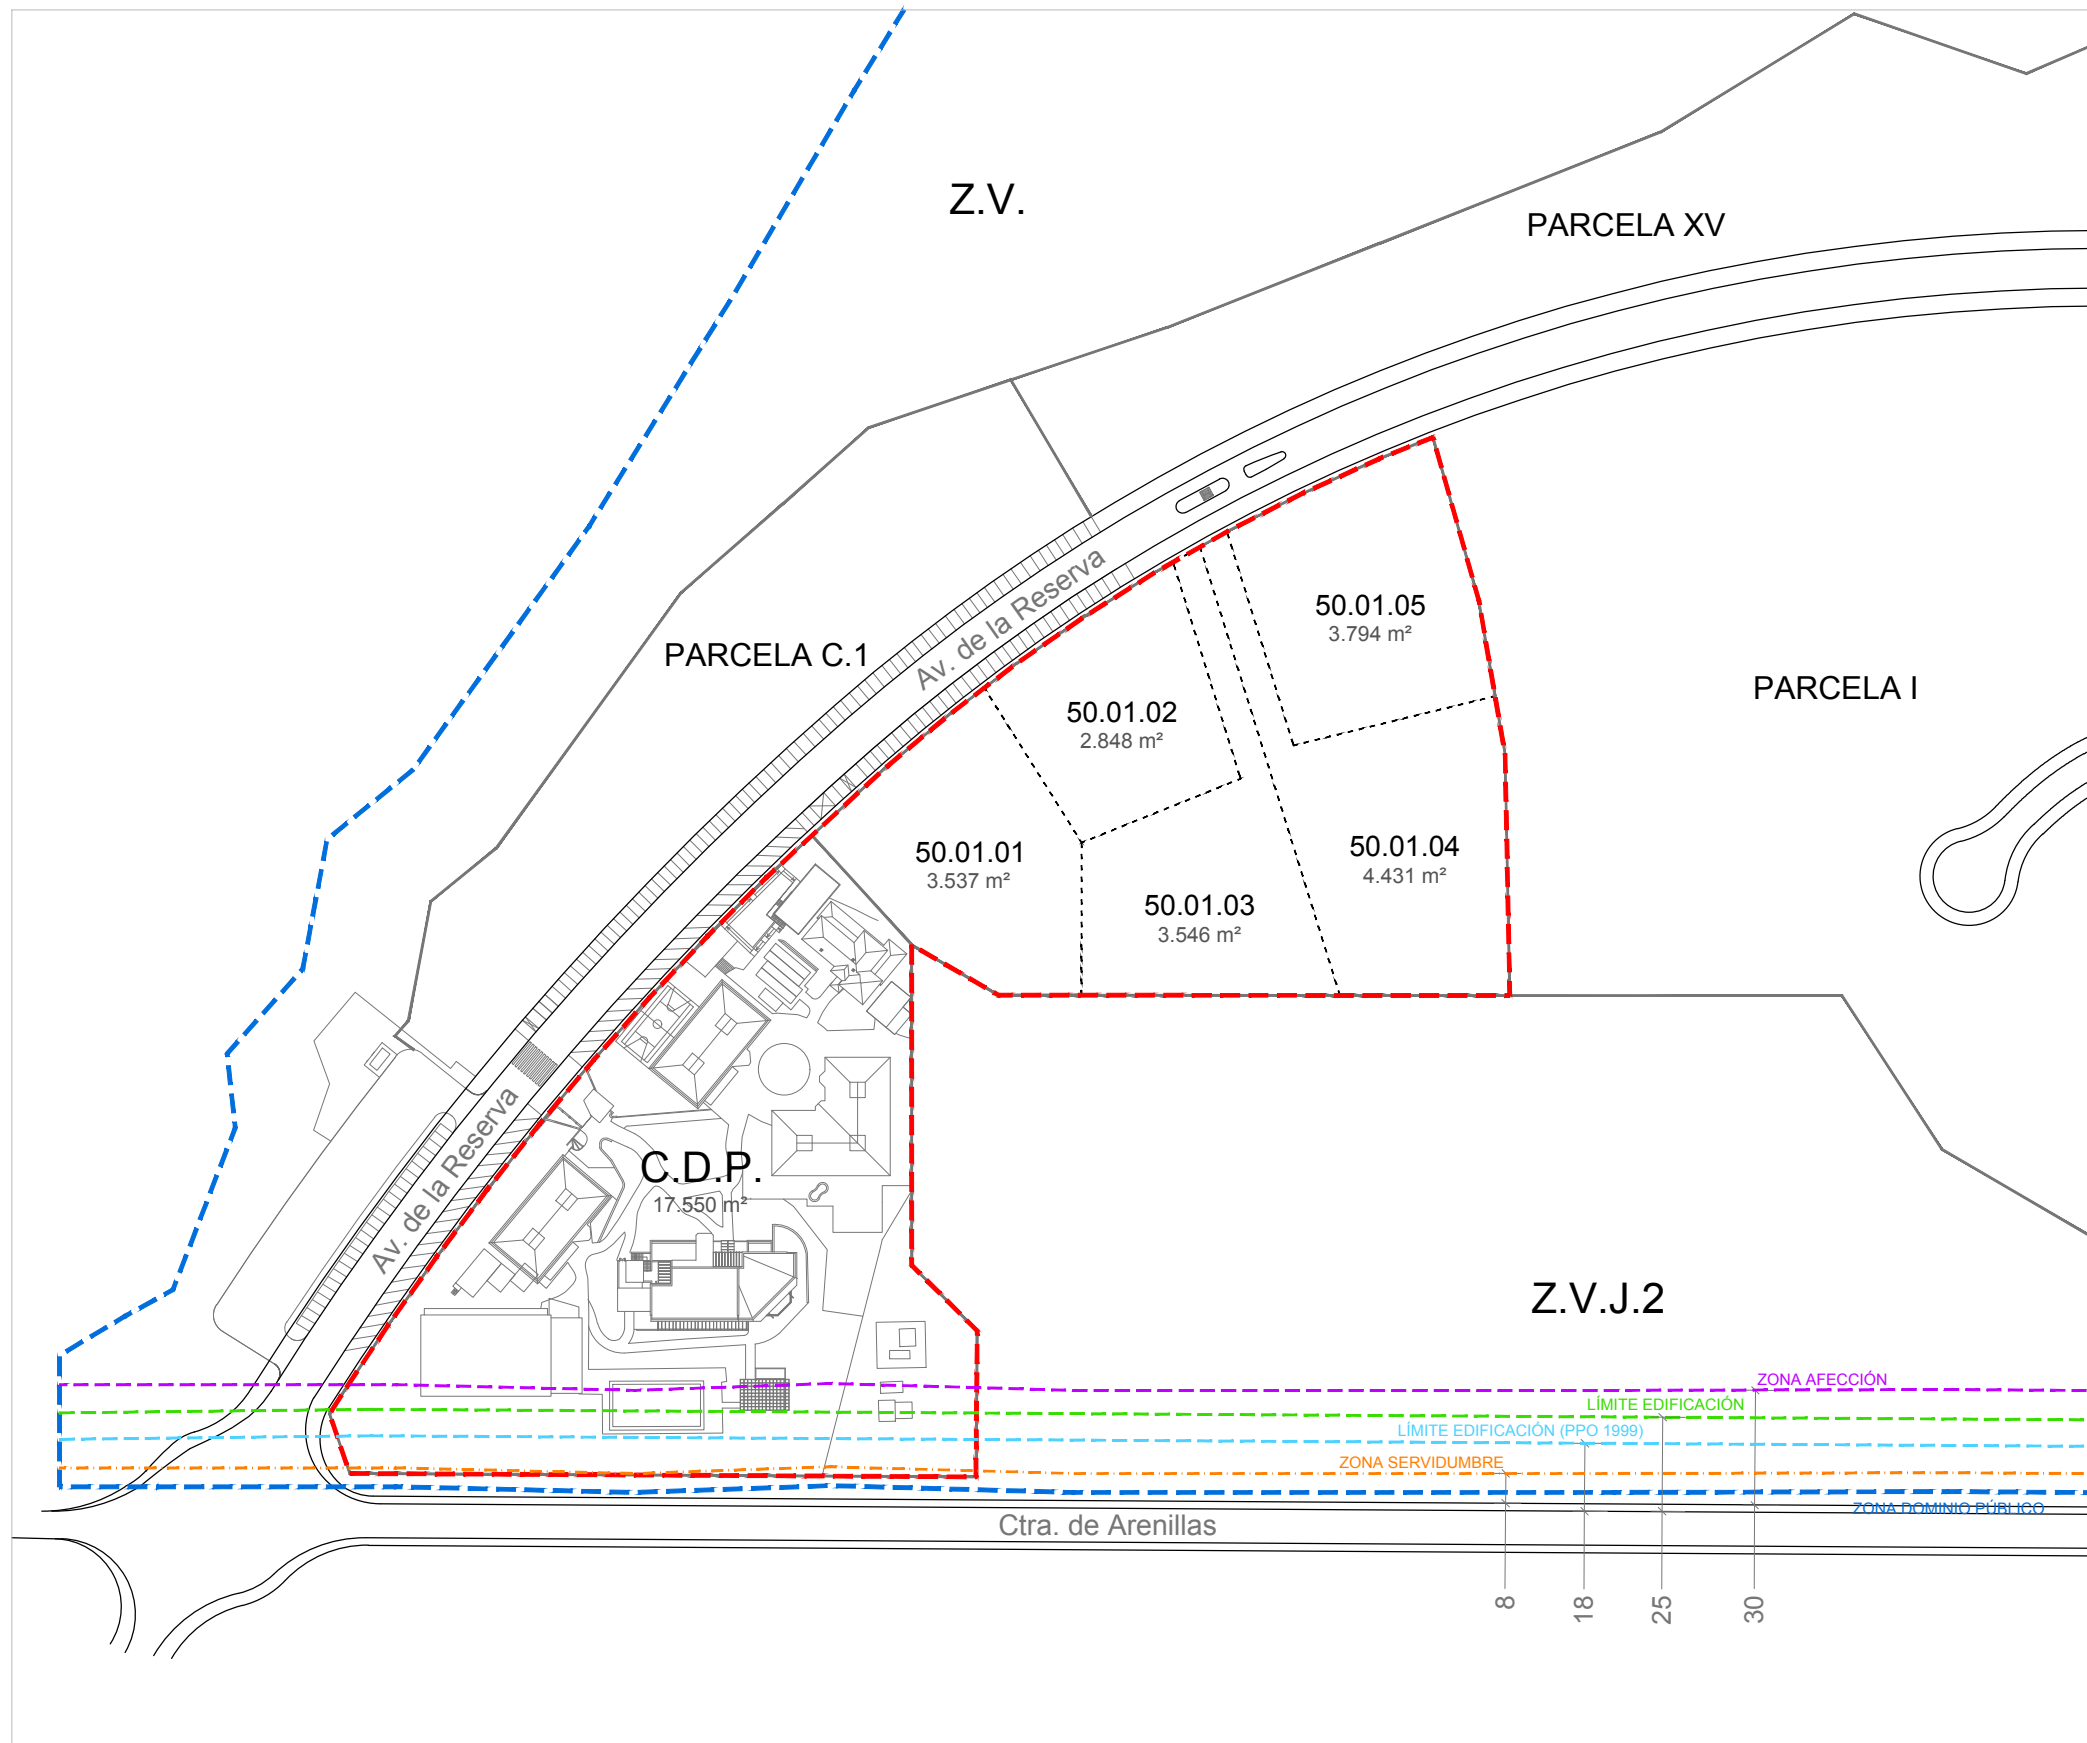 Z.V.
PARCELA XV
Av. de la Reserva
50.01.05
3.794 m²
PARCELA C.1
PARCELA I
50.01.02
2.848 m²
50.01.01
3.537 m²
50.01.04
4.431 m²
50.01.03
3.546 m²
Av. de la Reserva
C.D.P.
17.550 m²
Z.V.J.2
ZONA AFECCIÓN
LÍMITE EDIFICACIÓN
LÍMITE EDIFICACIÓN (PPO 1999)
ZONA SERVIDUMBRE
ZONA DOMINIO PÚBLICO
Ctra. de Arenillas
8
18
25
30